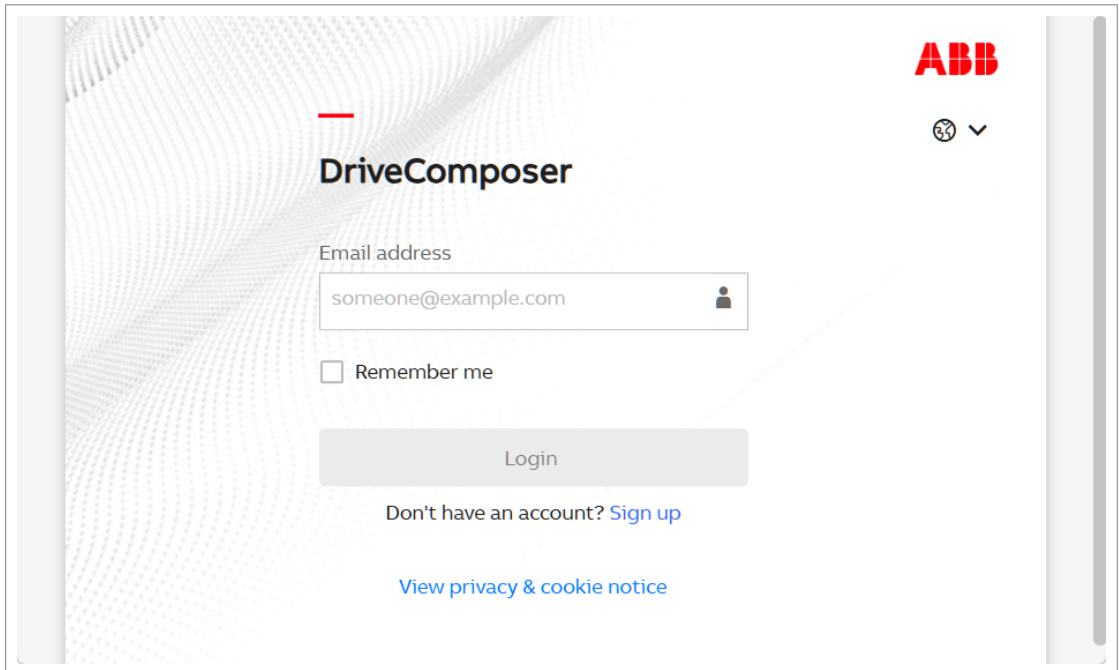 ABB
DriveComposer
Email address
someone@example.com
Remember me
Login
Don't have an account? Sign up
View privacy & cookie notice